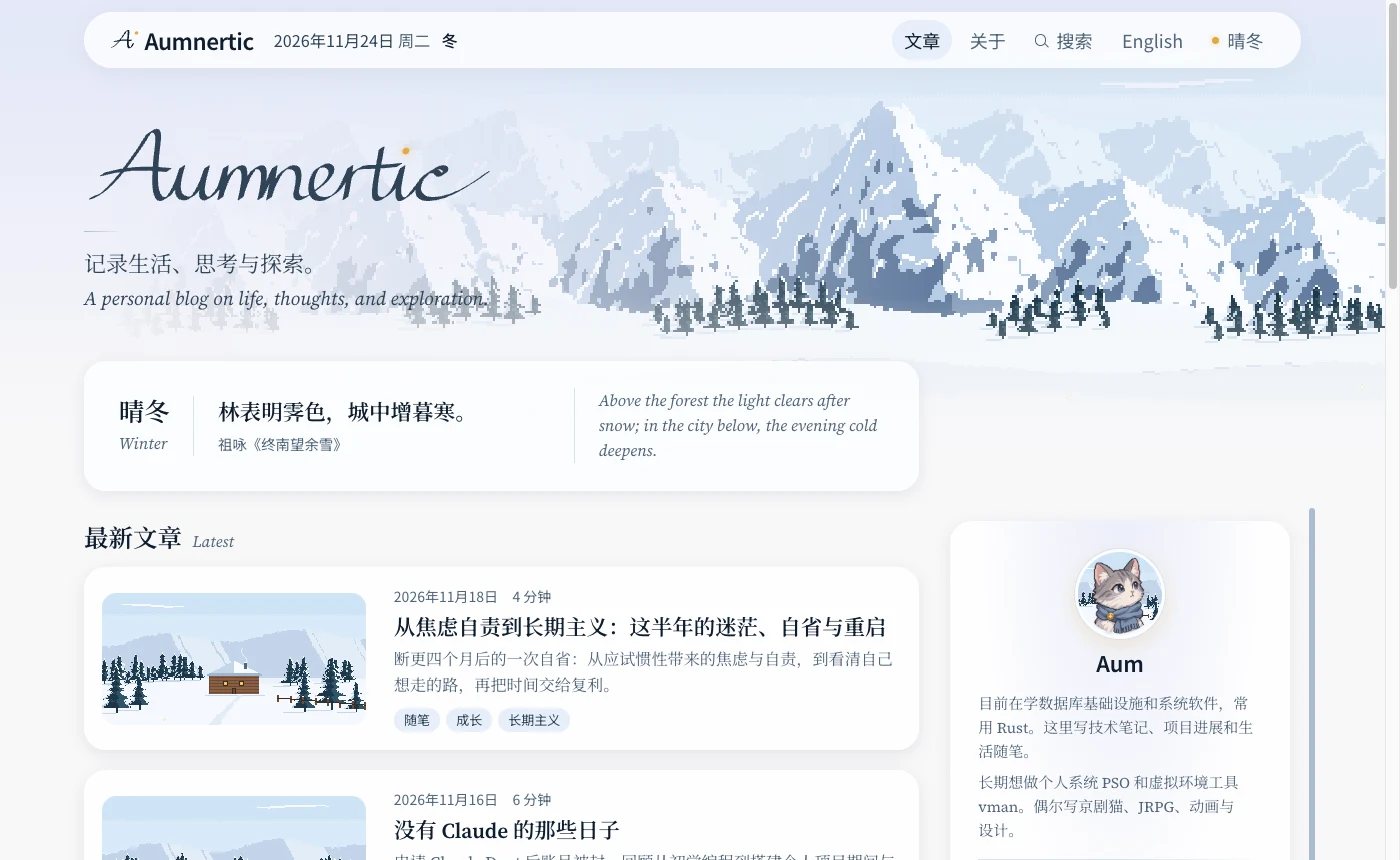 Aumnertic 2026年11月24日 周二 冬
文章 关于 搜索 English 晴冬
Aumnertic
记录生活、思考与探索。
A personal blog on life, thoughts, and exploration.
晴冬
Winter
林表明霁色，城中增暮寒。
祖咏《终南望余雪》
Above the forest the light clears after
snow; in the city below, the evening cold
deepens.
最新文章 Latest
2026年11月18日 4 分钟
从焦虑自责到长期主义：这半年的迷茫、自省与重启
断更四个月后的一次自省：从应试惯性带来的焦虑与自责，到看清自己
想走的路，再把时间交给复利。
随笔 成长 长期主义
2026年11月16日 6 分钟
没有 Claude 的那些日子
Aum
目前在学数据库基础设施和系统软件，常
用 Rust。这里写技术笔记、项目进展和生
活随笔。
长期想做个人系统 PSO 和虚拟环境工具
vman。偶尔写京剧猫、JRPG、动画与
设计。